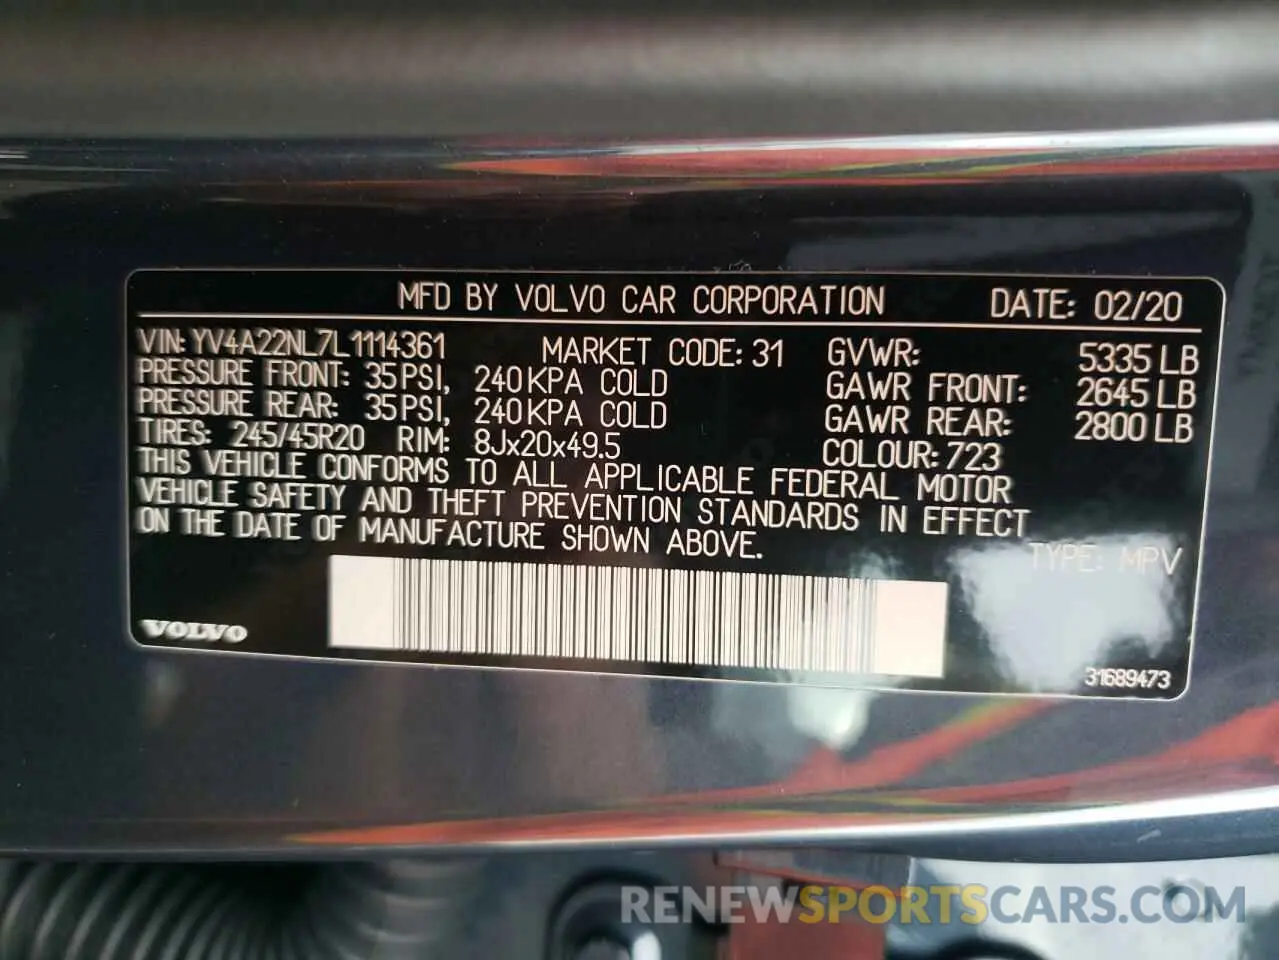 MFD BY VOLVO CAR CORPORATION DATE: 02/20
VIN: YV4A22NL7L1114361 MARKET CODE: 31 GVWR: 5335 LB
PRESSURE FRONT: 35 PSI, 240 KPA COLD GAWR FRONT: 2645 LB
PRESSURE REAR: 35 PSI, 240 KPA COLD GAWR REAR: 2800 LB
TIRES: 245/45R20 RIM: 8Jx20x49.5 COLOUR: 723
THIS VEHICLE CONFORMS TO ALL APPLICABLE FEDERAL MOTOR
VEHICLE SAFETY AND THEFT PREVENTION STANDARDS IN EFFECT
ON THE DATE OF MANUFACTURE SHOWN ABOVE.
TYPE: MPV
VOLVO
31689473
RENEWSPORTSCARS.COM